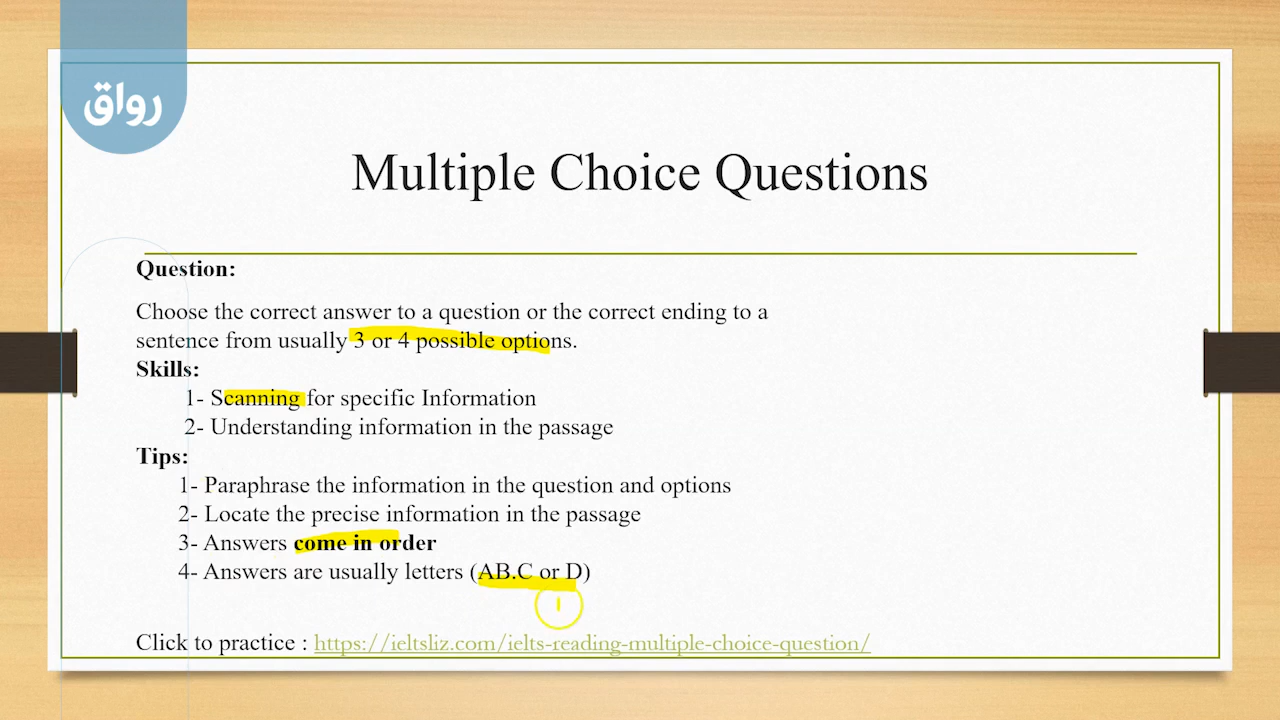 رواق
Multiple Choice Questions
Question:
Choose the correct answer to a question or the correct ending to a
sentence from usually 3 or 4 possible options.
Skills:
1- Scanning for specific Information
2- Understanding information in the passage
Tips:
1- Paraphrase the information in the question and options
2- Locate the precise information in the passage
3- Answers come in order
4- Answers are usually letters (AB.C or D)
Click to practice : https://ieltsliz.com/ielts-reading-multiple-choice-question/